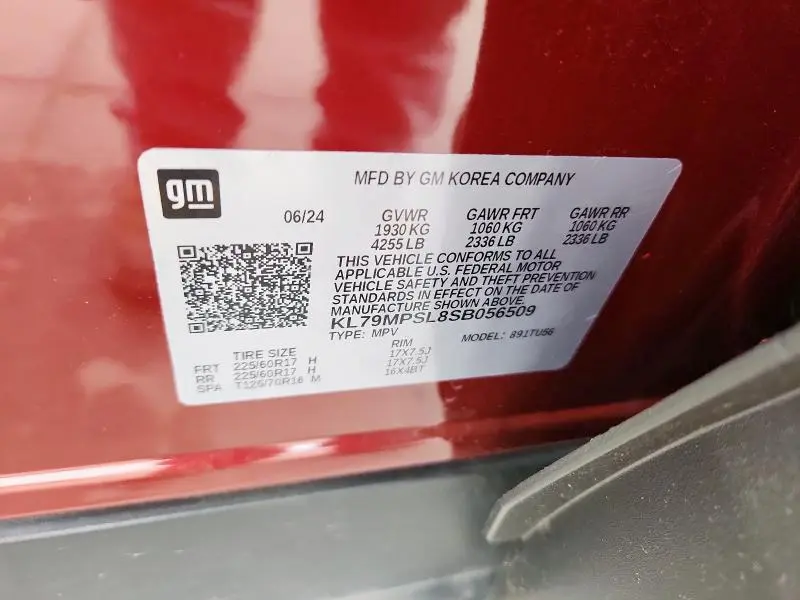 gm
MFD BY GM KOREA COMPANY
06/24 GVWR GAWR FRT GAWR RR
1930 KG 1060 KG 1060 KG
4255 LB 2336 LB 2336 LB
THIS VEHICLE CONFORMS TO ALL
APPLICABLE U.S. FEDERAL MOTOR
VEHICLE SAFETY AND THEFT PREVENTION
STANDARDS IN EFFECT ON THE DATE OF
MANUFACTURE SHOWN ABOVE.
KL79MPSL8SB056509
TYPE: MPV MODEL: 891TU56
TIRE SIZE RIM
FRT 225/60R17 H 17X7.5J
RR 225/60R17 H 17X7.5J
SPA T125/70R16 M 16X4BT